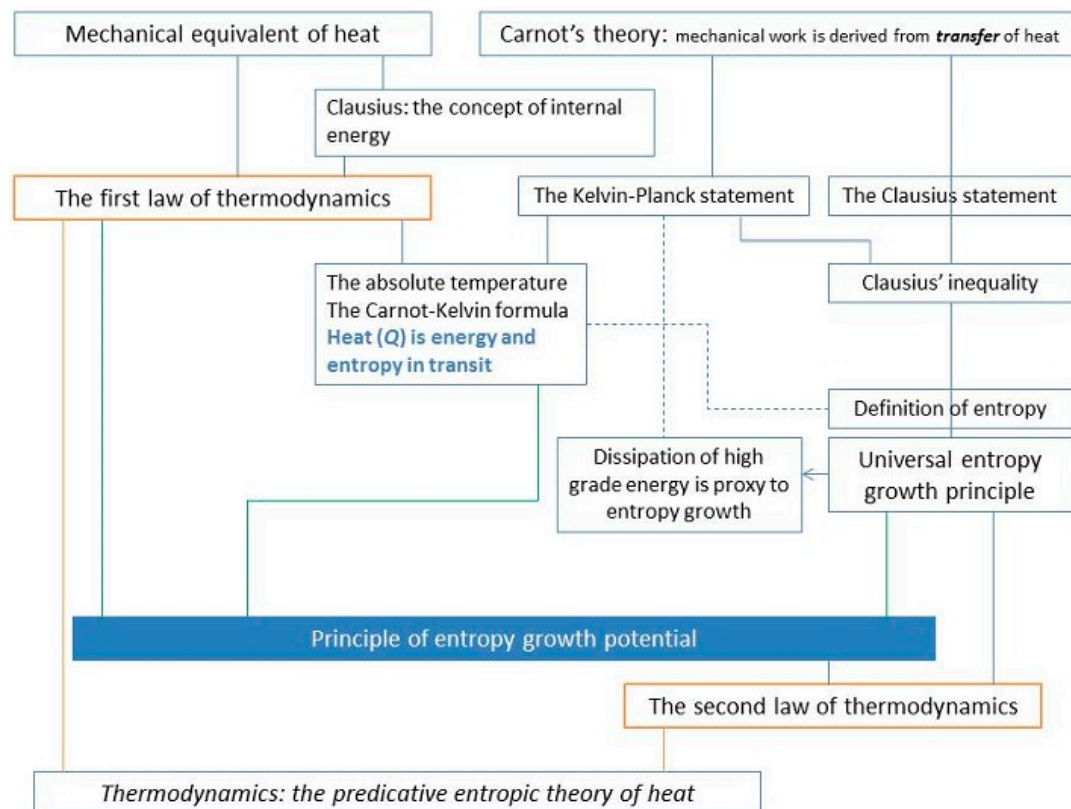 Mechanical equivalent of heat
Carnot's theory: mechanical work is derived from transfer of heat
Clausius: the concept of internal
energy
The first law of thermodynamics
The Kelvin-Planck statement
The Clausius statement
The absolute temperature
The Carnot-Kelvin formula
Heat (Q) is energy and
entropy in transit
Clausius' inequality
Definition of entropy
Dissipation of high
grade energy is proxy to
entropy growth
Universal entropy
growth principle
Principle of entropy growth potential
The second law of thermodynamics
Thermodynamics: the predicative entropic theory of heat